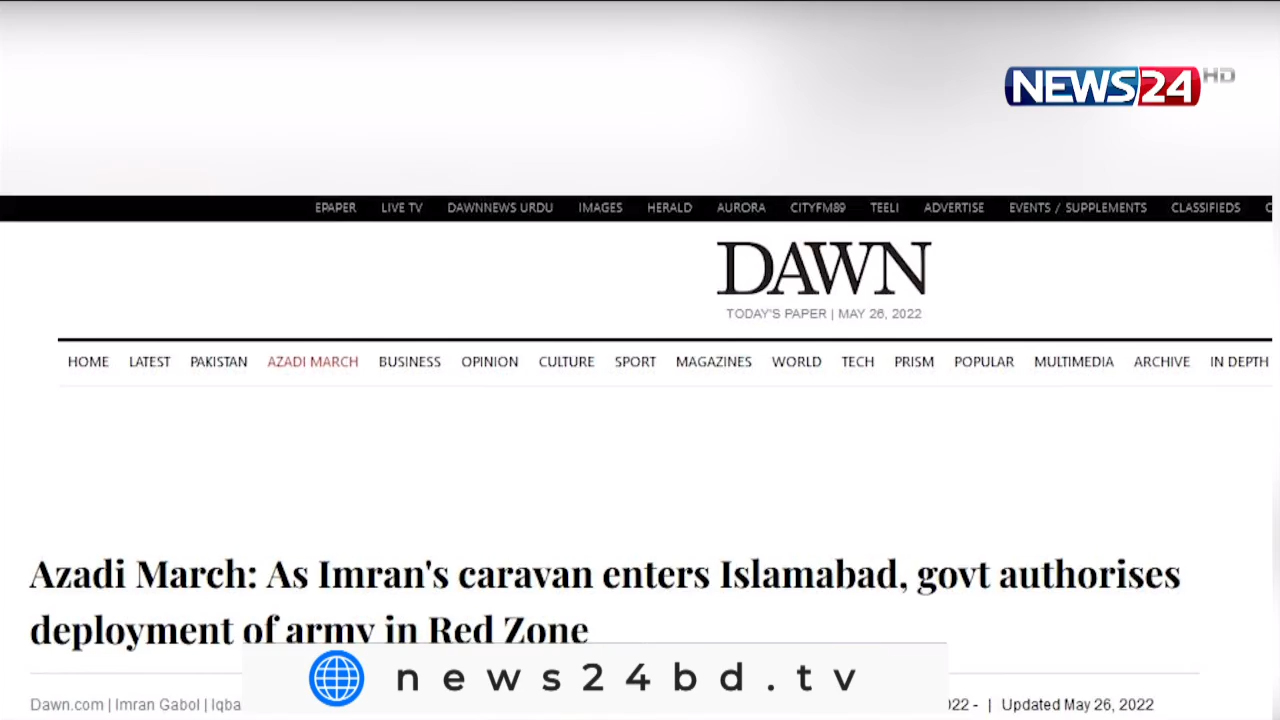 NEWS24 HD
EPAPER LIVE TV DAWNNEWS URDU IMAGES HERALD AURORA CITYFM89 TEELI ADVERTISE EVENTS / SUPPLEMENTS CLASSIFIEDS
DAWN
TODAY'S PAPER | MAY 26, 2022
HOME LATEST PAKISTAN AZADI MARCH BUSINESS OPINION CULTURE SPORT MAGAZINES WORLD TECH PRISM POPULAR MULTIMEDIA ARCHIVE IN DEPTH
Azadi March: As Imran's caravan enters Islamabad, govt authorises
deployment of army in Red Zone
news24bd.tv
Dawn.com | Imran Gabol | Iqba 022 - | Updated May 26, 2022